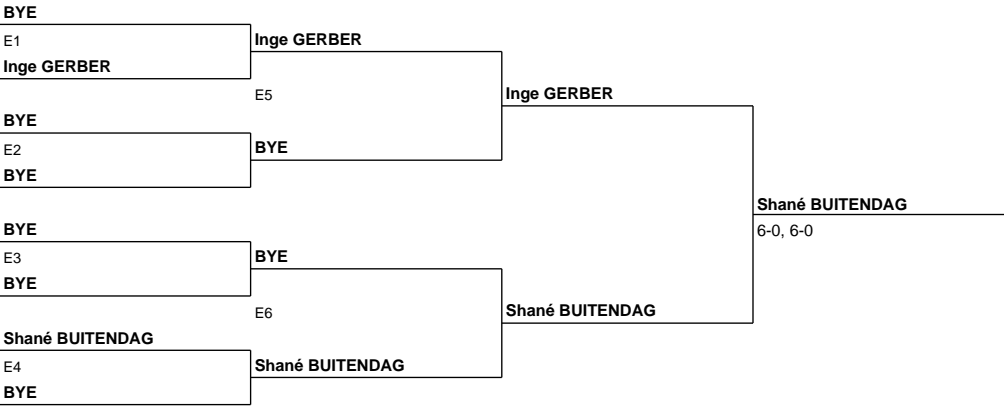 BYE
E1
Inge GERBER
Inge GERBER
E5
Inge GERBER
BYE
E2
BYE
BYE
Shané BUITENDAG
6-0, 6-0
BYE
E3
BYE
BYE
E6
Shané BUITENDAG
Shané BUITENDAG
E4
Shané BUITENDAG
BYE